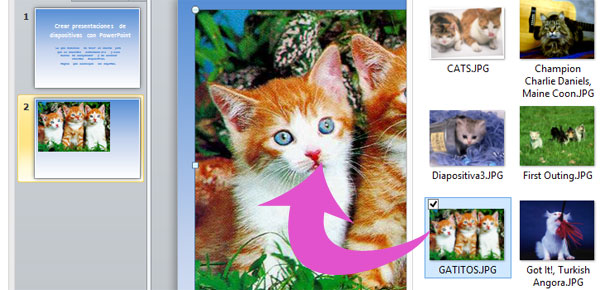 1
Crear presentaciones de
diapositivas con PowerPoint
2
CATS.JPG
Champion
Charlie Daniels,
Maine Coon.JPG
Diapositiva3.JPG
First Outing.JPG
GATITOS.JPG
Got It!, Turkish
Angora.JPG